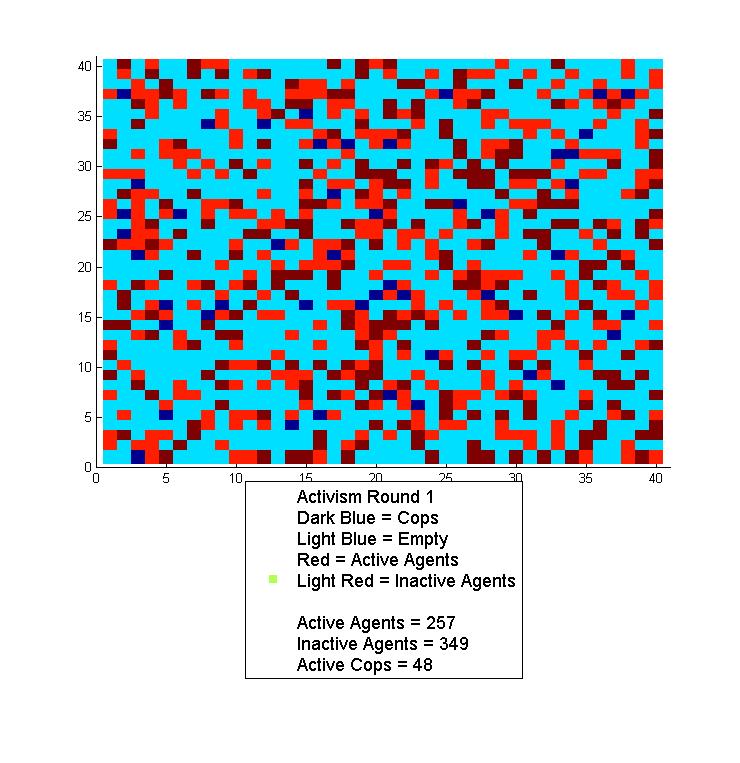 40
35
30
25
20
15
10
5
0
0 5 10 15 20 25 30 35 40
Activism Round 1
Dark Blue = Cops
Light Blue = Empty
Red = Active Agents
Light Red = Inactive Agents
Active Agents = 257
Inactive Agents = 349
Active Cops = 48